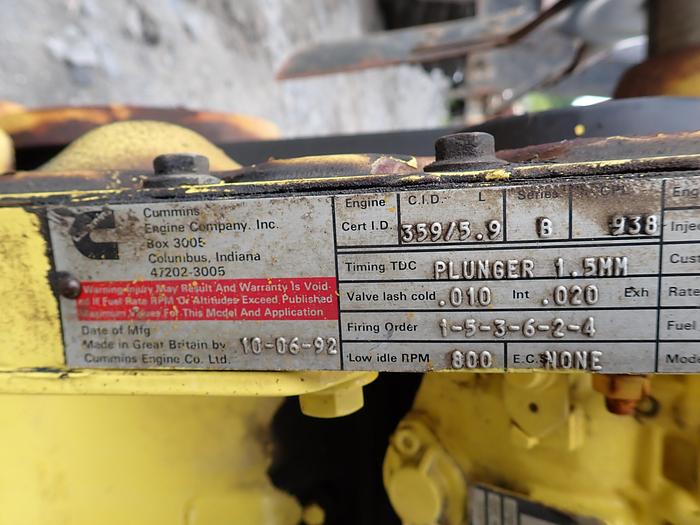 Cummins
Engine Company, Inc.
Box 3005
Columbus, Indiana
47202-3005
Warning-Injury May Result And Warranty Is Void-
ed If Fuel Rate RPM Or Altitudes Exceed Published
Maximum Values For This Model And Application
Date of Mfg
Made in Great Britain by 10-06-92
Cummins Engine Co. Ltd.
Engine C.I.D. L Series CPL
Cert I.D. 359/5.9 B 938
Timing TDC PLUNGER 1.5MM
Valve lash cold .010 Int .020 Exh
Firing Order 1-5-3-6-2-4
Low idle RPM 800 E.C.S. NONE
Rate
Fuel